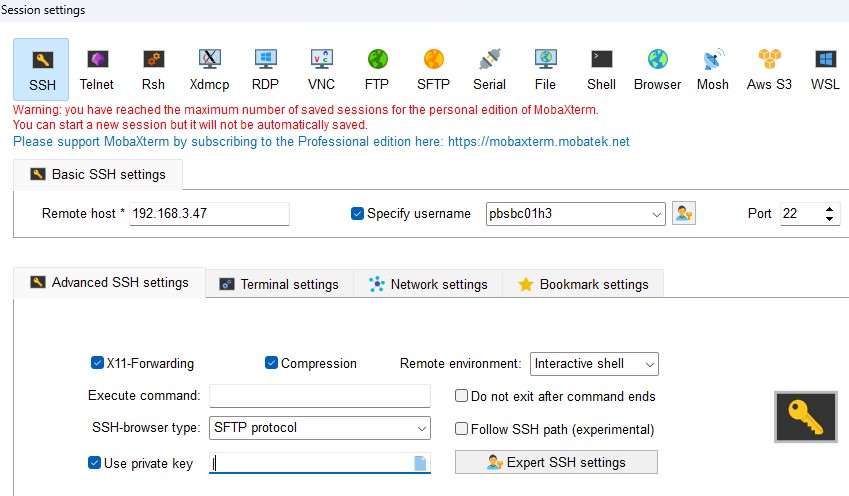 Session settings
SSH Telnet Rsh Xdmcp RDP VNC FTP SFTP Serial File Shell Browser Mosh Aws S3 WSL
Warning: you have reached the maximum number of saved sessions for the personal edition of MobaXterm.
You can start a new session but it will not be automatically saved.
Please support MobaXterm by subscribing to the Professional edition here: https://mobaxterm.mobatek.net
Basic SSH settings
Remote host * 192.168.3.47 Specify username pbsbc01h3 Port 22
Advanced SSH settings Terminal settings Network settings Bookmark settings
X11-Forwarding Compression Remote environment: Interactive shell
Execute command: Do not exit after command ends
SSH-browser type: SFTP protocol Follow SSH path (experimental)
Use private key Expert SSH settings